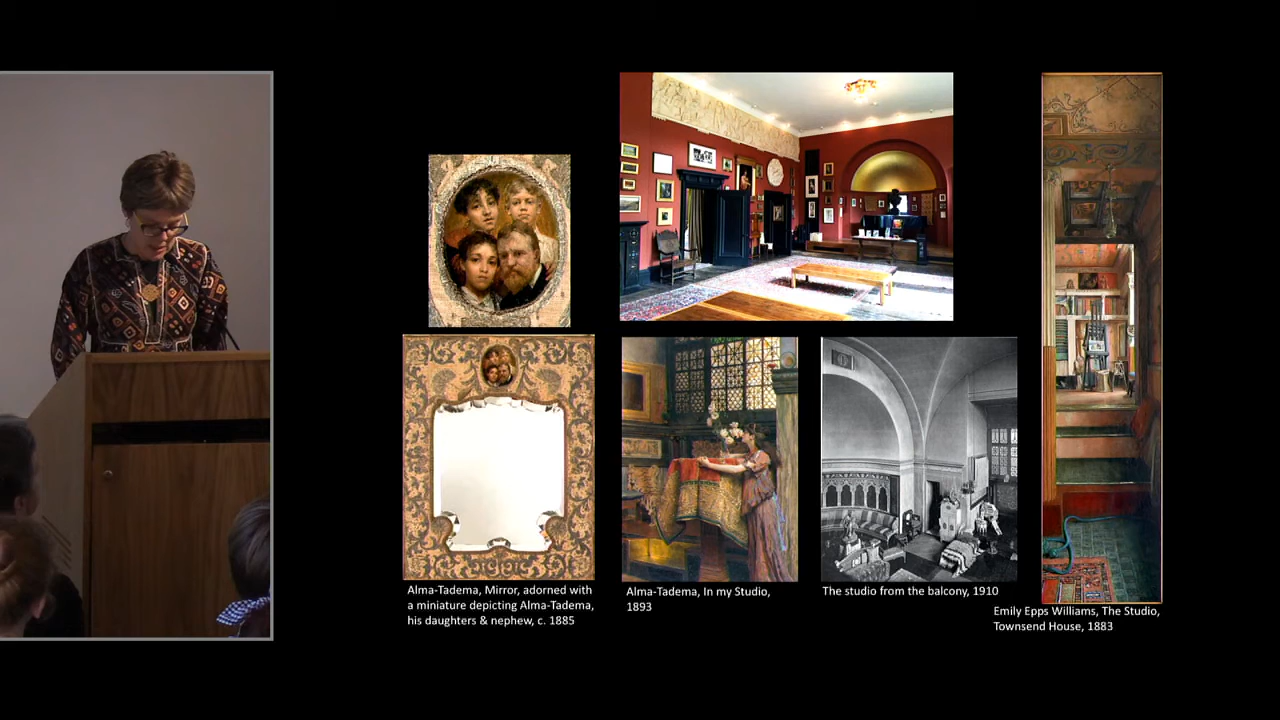 Alma-Tadema, Mirror, adorned with
a miniature depicting Alma-Tadema,
his daughters & nephew, c. 1885
Alma-Tadema, In my Studio,
1893
The studio from the balcony, 1910
Emily Epps Williams, The Studio,
Townsend House, 1883